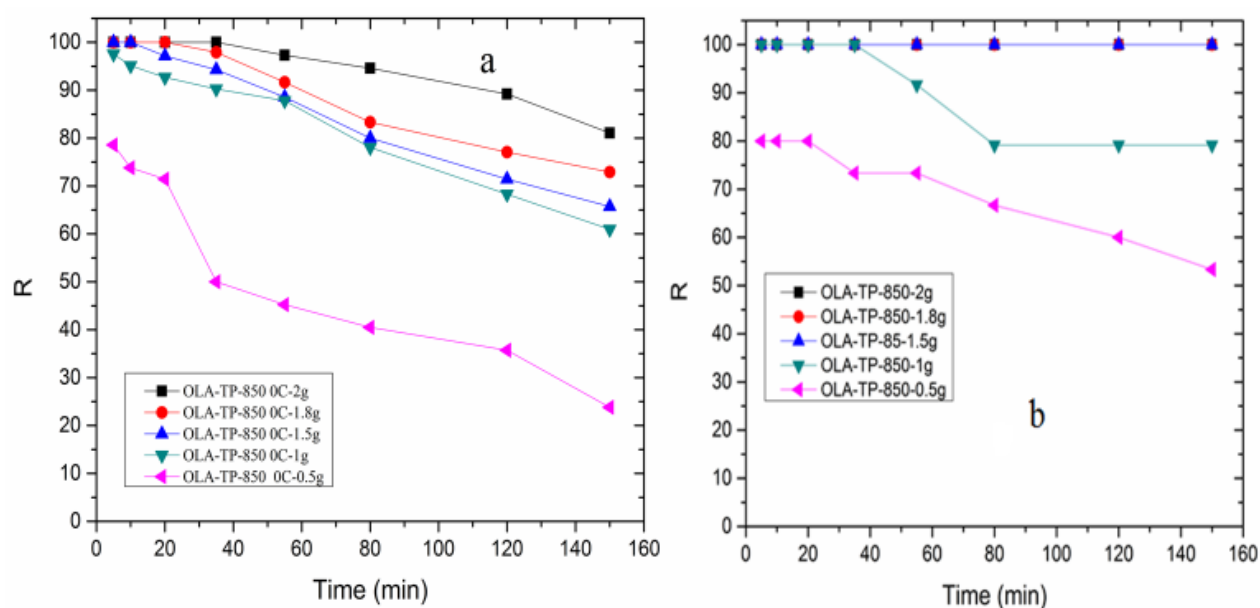 a
R
100
90
80
70
60
50
40
30
20
10
0
OLA-TP-850 0C-2g
OLA-TP-850 0C-1.8g
OLA-TP-850 0C-1.5g
OLA-TP-850 0C-1g
OLA-TP-850 0C-0.5g
0 20 40 60 80 100 120 140 160
Time (min)
b
R
100
90
80
70
60
50
40
30
20
10
0
OLA-TP-850-2g
OLA-TP-850-1.8g
OLA-TP-85-1.5g
OLA-TP-850-1g
OLA-TP-850-0.5g
0 20 40 60 80 100 120 140 160
Time (min)